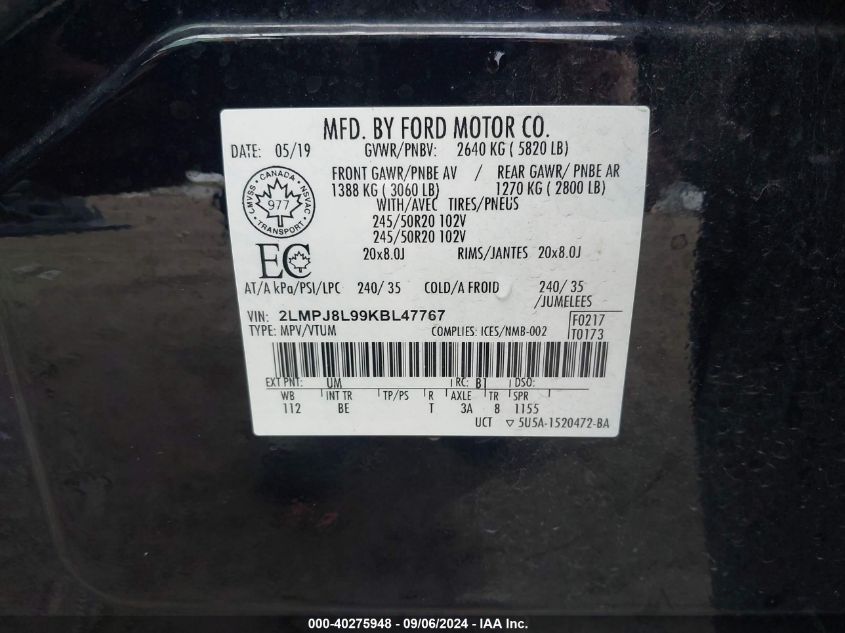 MFD. BY FORD MOTOR CO.
DATE: 05/19 GVWR/PNBV: 2640 KG ( 5820 LB)
FRONT GAWR/PNBE AV / REAR GAWR/ PNBE AR
1388 KG ( 3060 LB) 1270 KG ( 2800 LB)
WITH/AVEC TIRES/PNEUS
245/50R20 102V
245/50R20 102V
20x8.0J RIMS/JANTES 20x8.0J
LMVSS • CANADA • NSVAC
977
TRANSPORT
EC
AT/A kPa/PSI/LPC 240/ 35 COLD/A FROID 240/ 35
/JUMELEES
VIN: 2LMPJ8L99KBL47767 F0217
TYPE: MPV/VTUM COMPLIES: ICES/NMB-002 T0173
EXT PNT: UM RC: B1 DSO:
WB INT TR TP/PS R AXLE TR SPR
112 BE T 3A 8 1155
UCT ▽ 5U5A-1520472-BA
000-40275948 - 09/06/2024 - IAA Inc.